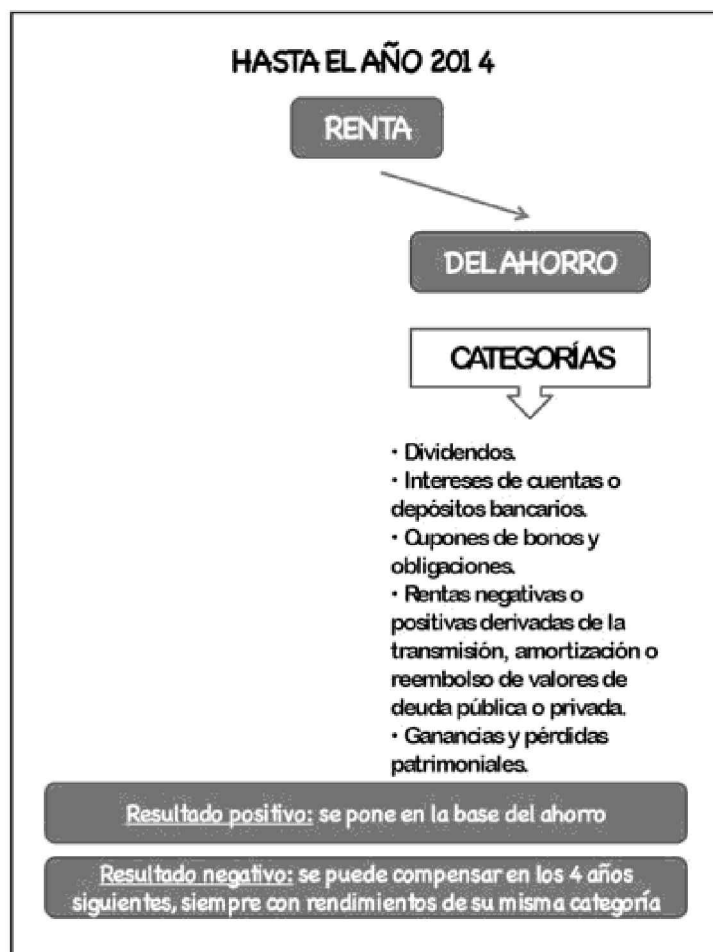 HASTA EL AÑO 2014
RENTA
DEL AHORRO
CATEGORÍAS
· Dividendos.
· Intereses de cuentas o
depósitos bancarios.
· Cupones de bonos y
obligaciones.
· Rentas negativas o
positivas derivadas de la
transmisión, amortización o
reembolso de valores de
deuda pública o privada.
· Ganancias y pérdidas
patrimoniales.
Resultado positivo: se pone en la base del ahorro
Resultado negativo: se puede compensar en los 4 años
siguientes, siempre con rendimientos de su misma categoría